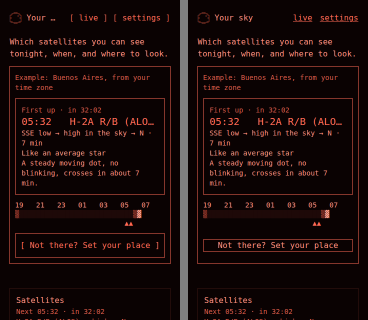 Your … [ live ] [ settings ]
Which satellites you can see
tonight, when, and where to look.
Example: Buenos Aires, from your
time zone
First up · in 32:02
05:32 H-2A R/B (ALO…
SSE low → high in the sky → N ·
7 min
Like an average star
A steady moving dot, no
blinking, crosses in about 7
min.
19 21 23 01 03 05 07
▲▲
[ Not there? Set your place ]
Satellites
Next 05:32 · in 32:02
Your sky live settings
Which satellites you can see
tonight, when, and where to look.
Example: Buenos Aires, from your
time zone
First up · in 32:02
05:32 H-2A R/B (ALO…
SSE low → high in the sky → N ·
7 min
Like an average star
A steady moving dot, no
blinking, crosses in about 7
min.
19 21 23 01 03 05 07
▲▲
Not there? Set your place
Satellites
Next 05:32 · in 32:02